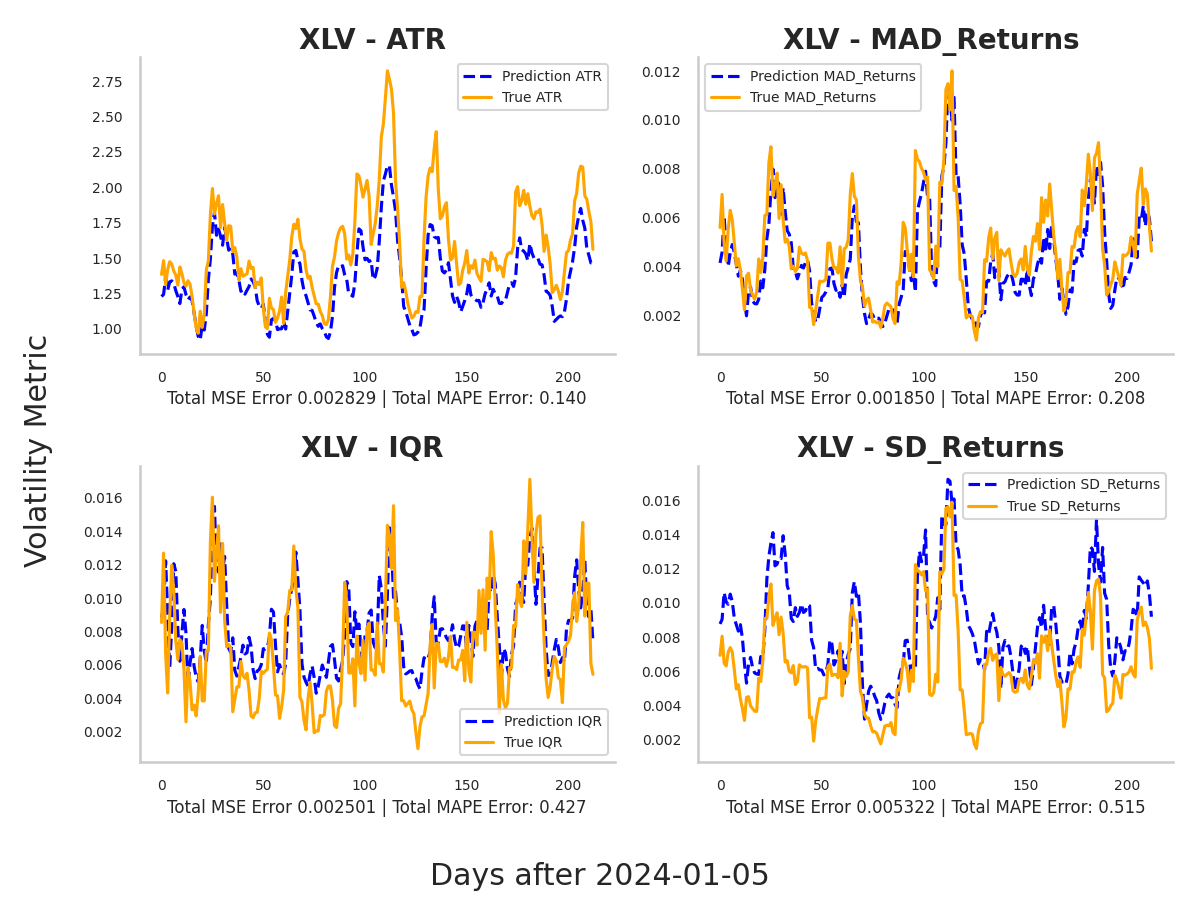 XLV - ATR
2.75
2.50
2.25
2.00
1.75
1.50
1.25
1.00
Prediction ATR
True ATR
0 50 100 150 200
Total MSE Error 0.002829 | Total MAPE Error: 0.140
XLV - MAD_Returns
0.012
0.010
0.008
0.006
0.004
0.002
Prediction MAD_Returns
True MAD_Returns
0 50 100 150 200
Total MSE Error 0.001850 | Total MAPE Error: 0.208
Volatility Metric
XLV - IQR
0.016
0.014
0.012
0.010
0.008
0.006
0.004
0.002
Prediction IQR
True IQR
0 50 100 150 200
Total MSE Error 0.002501 | Total MAPE Error: 0.427
XLV - SD_Returns
0.016
0.014
0.012
0.010
0.008
0.006
0.004
0.002
Prediction SD_Returns
True SD_Returns
0 50 100 150 200
Total MSE Error 0.005322 | Total MAPE Error: 0.515
Days after 2024-01-05